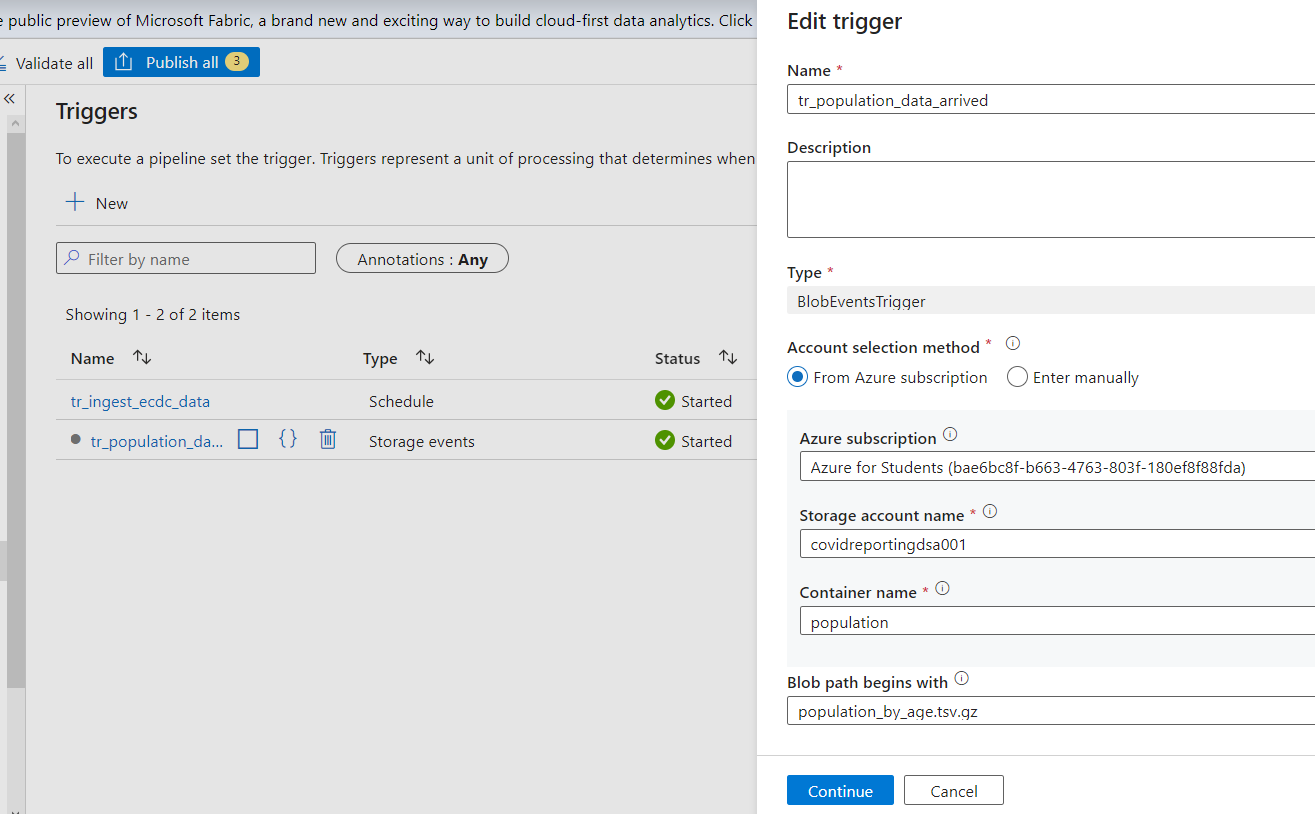 e public preview of Microsoft Fabric, a brand new and exciting way to build cloud-first data analytics. Click
Validate all
Publish all 3
Triggers
To execute a pipeline set the trigger. Triggers represent a unit of processing that determines when
New
Filter by name
Annotations : Any
Showing 1 - 2 of 2 items
Name Type Status
tr_ingest_ecdc_data Schedule Started
tr_population_da... {} Storage events Started
Edit trigger
Name *
tr_population_data_arrived
Description
Type *
BlobEventsTrigger
Account selection method *
From Azure subscription Enter manually
Azure subscription
Azure for Students (bae6bc8f-b663-4763-803f-180ef8f88fda)
Storage account name *
covidreportingdsa001
Container name *
population
Blob path begins with
population_by_age.tsv.gz
Continue Cancel